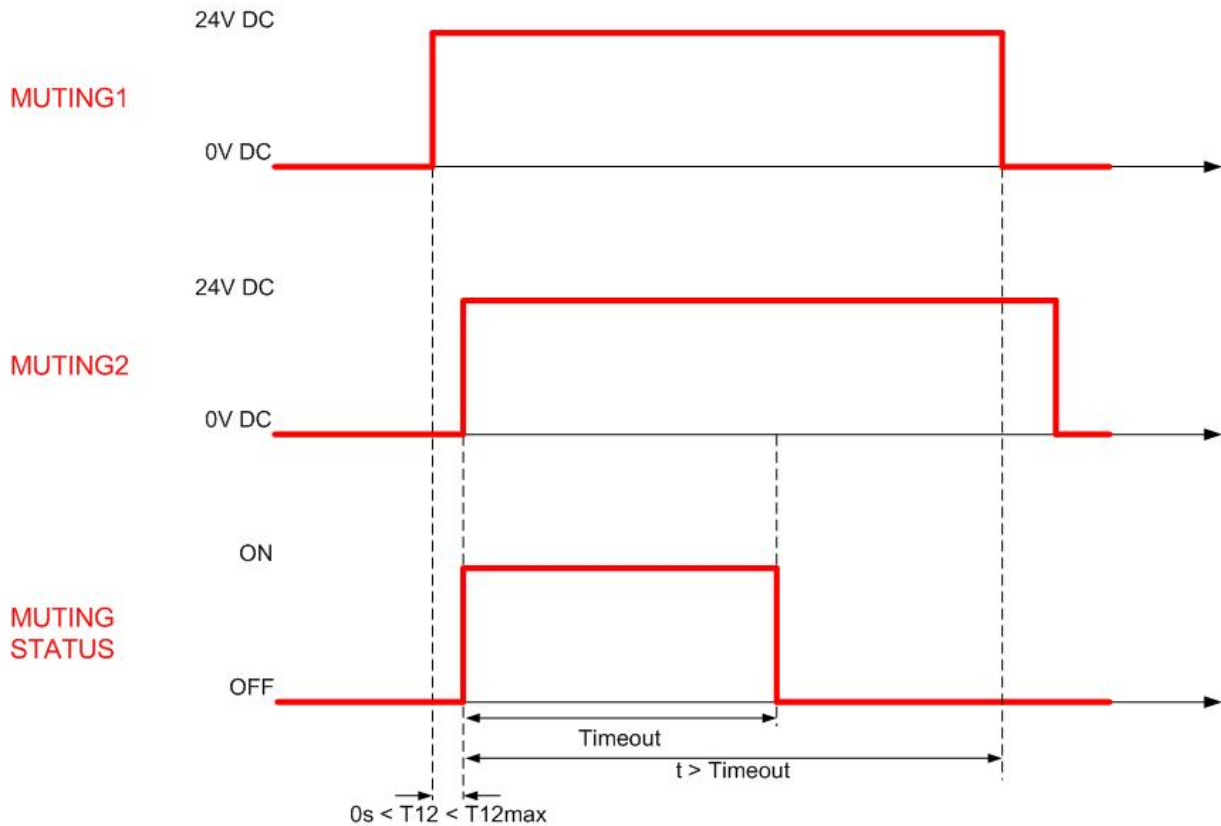 24V DC
MUTING1
0V DC
24V DC
MUTING2
0V DC
ON
MUTING
STATUS
OFF
Timeout
t > Timeout
0s < T12 < T12max